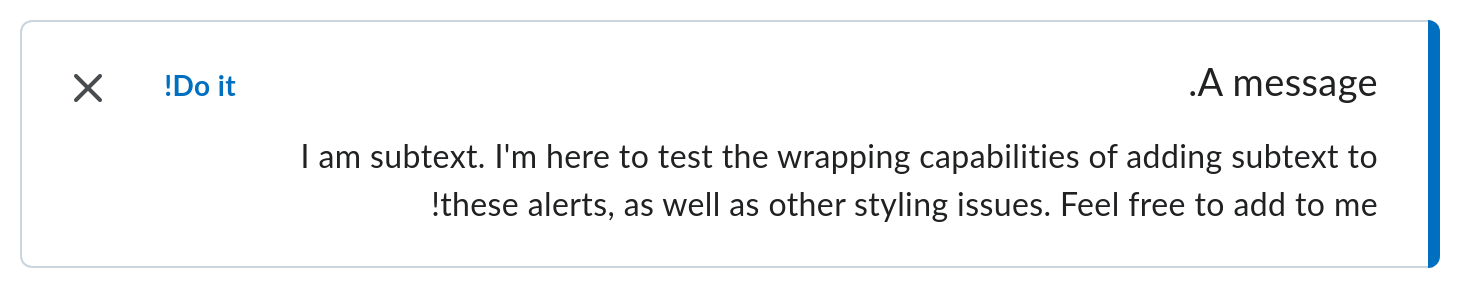 A message.
Do it!
I am subtext. I'm here to test the wrapping capabilities of adding subtext to
these alerts, as well as other styling issues. Feel free to add to me!